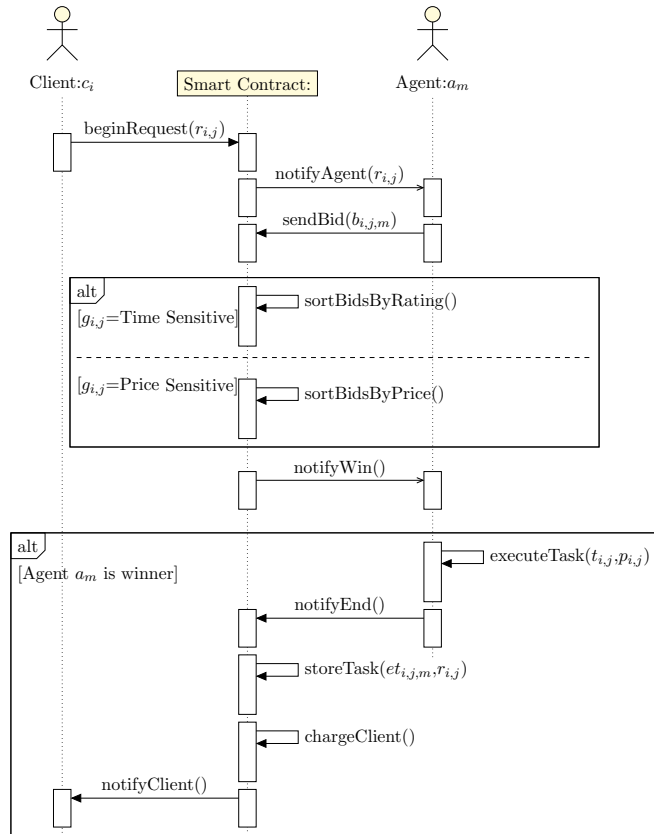 Client:c_i
Smart Contract:
Agent:a_m
beginRequest(r_{i,j})
notifyAgent(r_{i,j})
sendBid(b_{i,j,m})
alt
sortBidsByRating()
[g_{i,j}=Time Sensitive]
[g_{i,j}=Price Sensitive]
sortBidsByPrice()
notifyWin()
alt
executeTask(t_{i,j},p_{i,j})
[Agent a_m is winner]
notifyEnd()
storeTask(et_{i,j,m},r_{i,j})
chargeClient()
notifyClient()